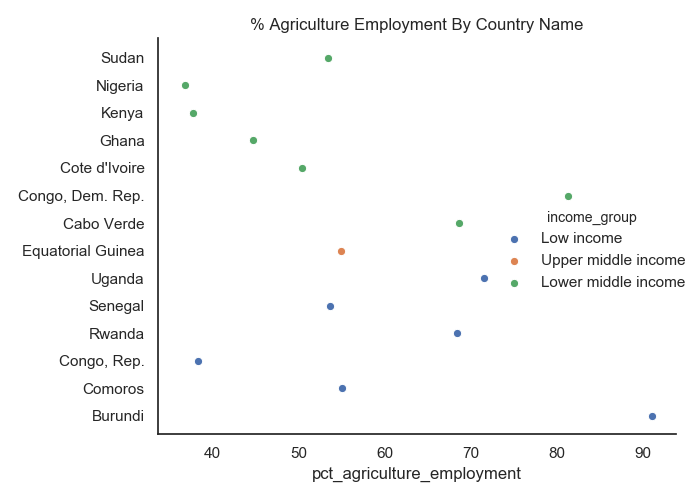 % Agriculture Employment By Country Name
Sudan
Nigeria
Kenya
Ghana
Cote d'Ivoire
Congo, Dem. Rep.
Cabo Verde
Equatorial Guinea
Uganda
Senegal
Rwanda
Congo, Rep.
Comoros
Burundi
income_group
Low income
Upper middle income
Lower middle income
40 50 60 70 80 90
pct_agriculture_employment